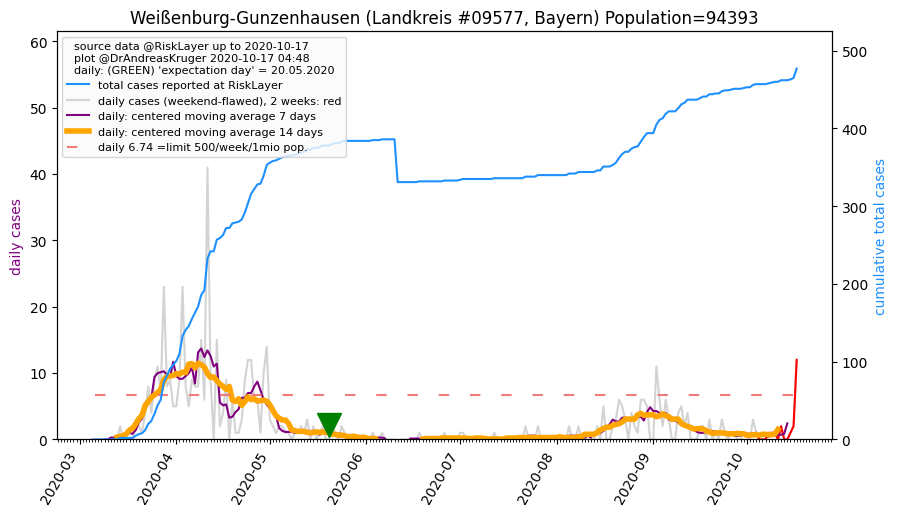 Weißenburg-Gunzenhausen (Landkreis #09577, Bayern) Population=94393
source data @RiskLayer up to 2020-10-17
plot @DrAndreasKruger 2020-10-17 04:48
daily: (GREEN) 'expectation day' = 20.05.2020
total cases reported at RiskLayer
daily cases (weekend-flawed), 2 weeks: red
daily: centered moving average 7 days
daily: centered moving average 14 days
daily 6.74 =limit 500/week/1mio pop.
daily cases
60
50
40
30
20
10
0
cumulative total cases
500
400
300
200
100
0
2020-03
2020-04
2020-05
2020-06
2020-07
2020-08
2020-09
2020-10